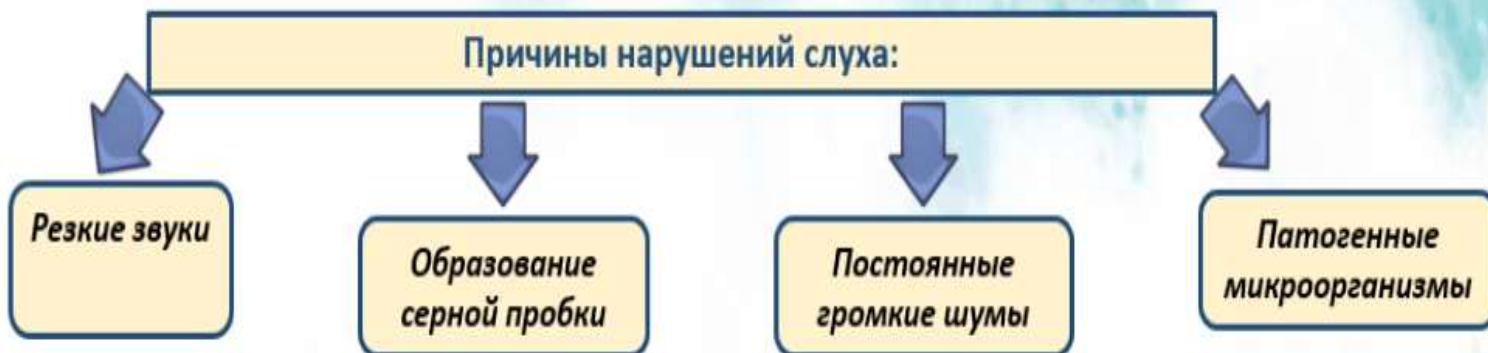 Причины нарушений слуха:
Резкие звуки
Образование
серной пробки
Постоянные
громкие шумы
Патогенные
микроорганизмы